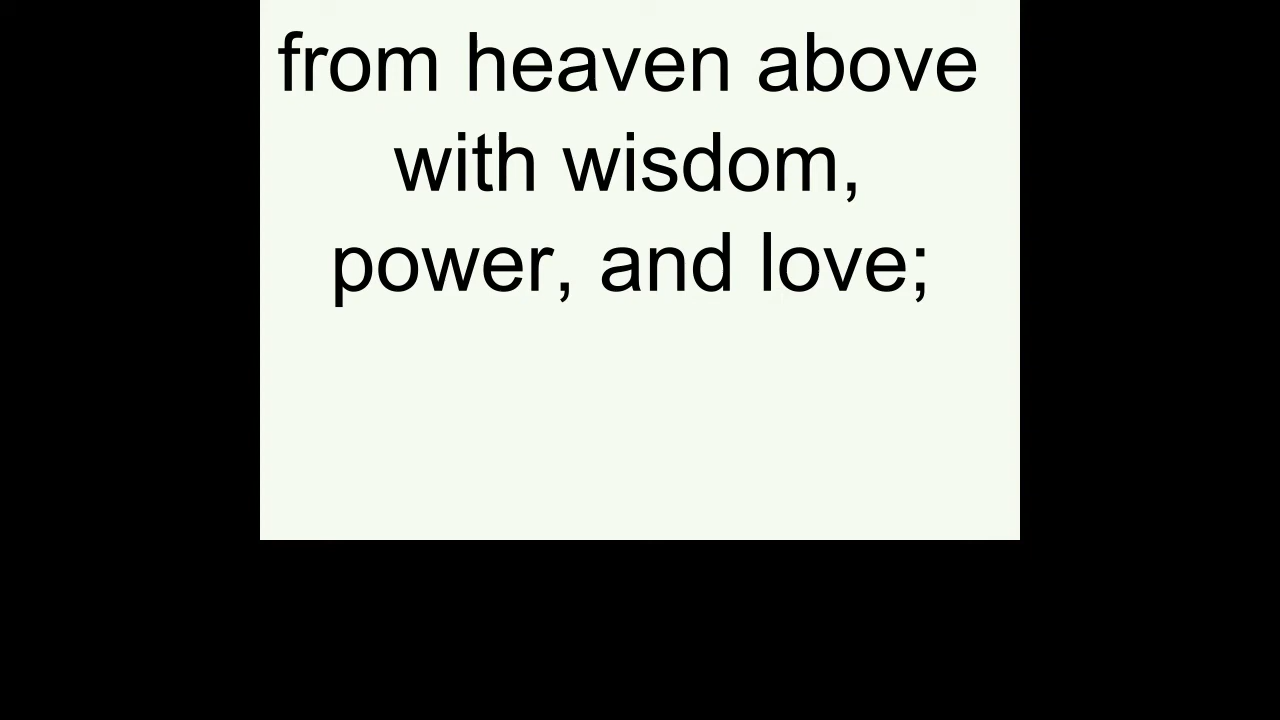 from heaven above
with wisdom,
power, and love;